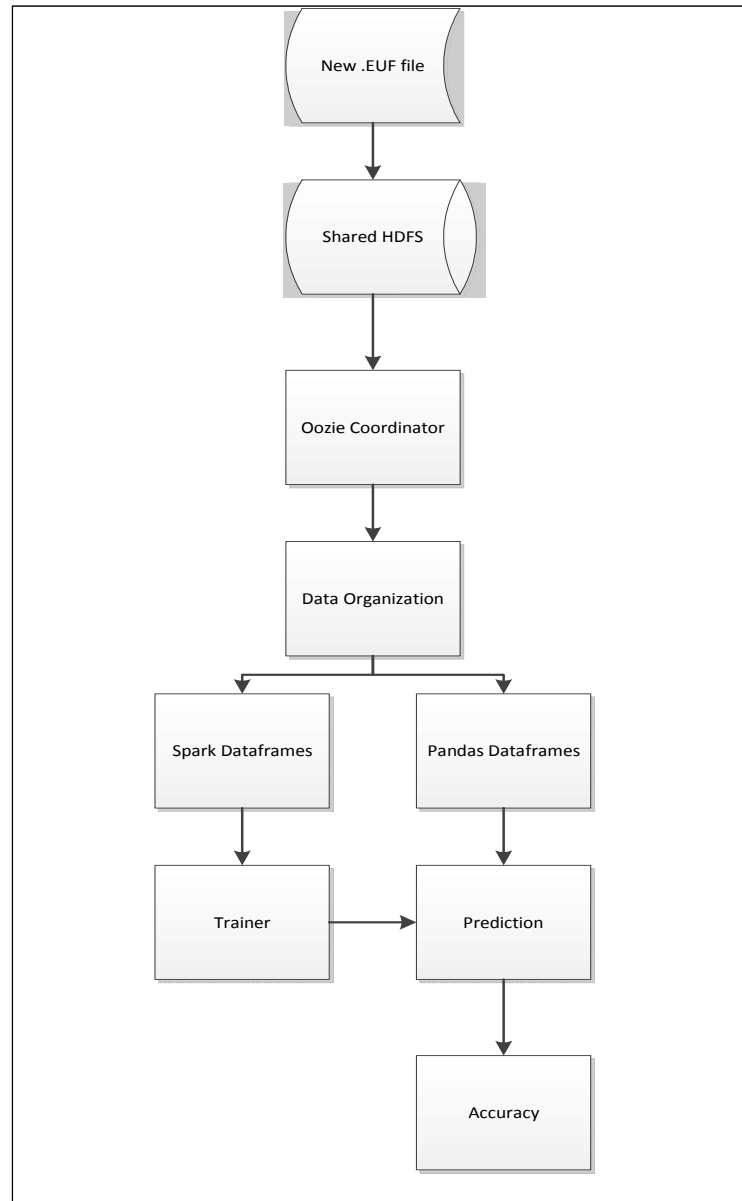 New .EUF file
Shared HDFS
Oozie Coordinator
Data Organization
Spark Dataframes
Pandas Dataframes
Trainer
Prediction
Accuracy